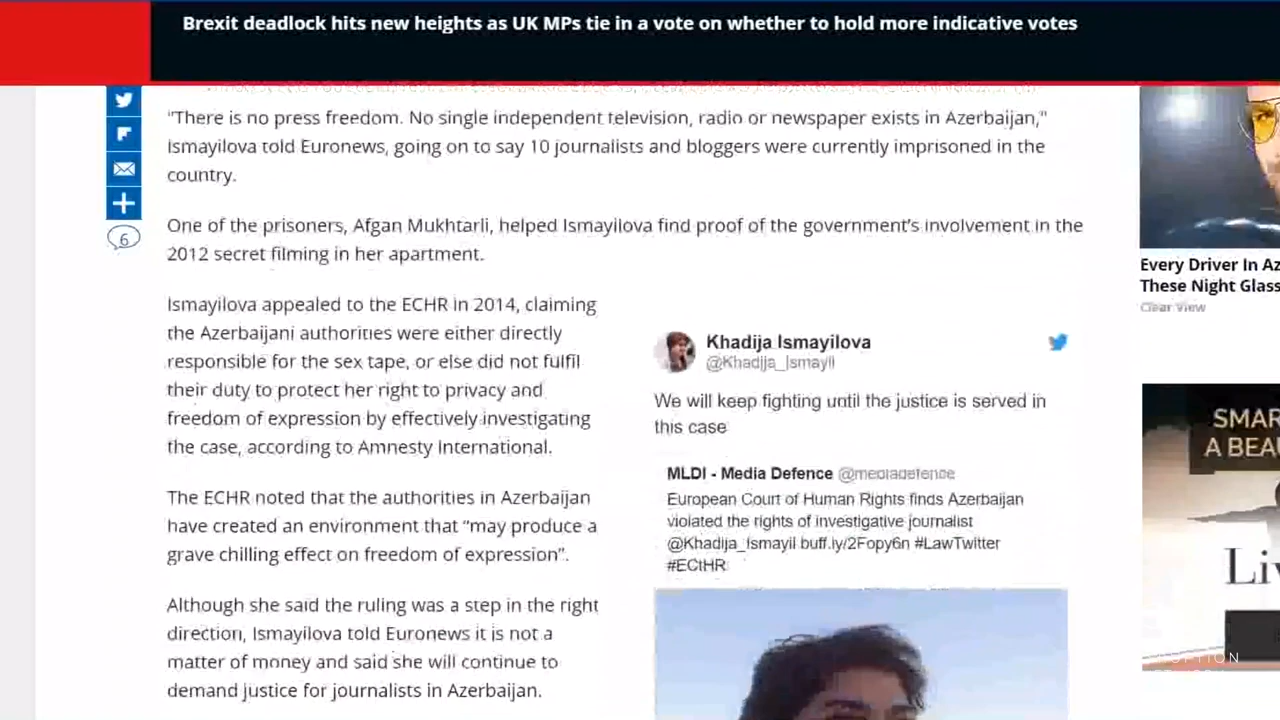 Brexit deadlock hits new heights as UK MPs tie in a vote on whether to hold more indicative votes
"There is no press freedom. No single independent television, radio or newspaper exists in Azerbaijan,"
Ismayilova told Euronews, going on to say 10 journalists and bloggers were currently imprisoned in the
country.
One of the prisoners, Afgan Mukhtarli, helped Ismayilova find proof of the government's involvement in the
2012 secret filming in her apartment.
6
Ismayilova appealed to the ECHR in 2014, claiming
the Azerbaijani authorities were either directly
responsible for the sex tape, or else did not fulfil
their duty to protect her right to privacy and
freedom of expression by effectively investigating
the case, according to Amnesty International.
The ECHR noted that the authorities in Azerbaijan
have created an environment that “may produce a
grave chilling effect on freedom of expression”.
Although she said the ruling was a step in the right
direction, Ismayilova told Euronews it is not a
matter of money and said she will continue to
demand justice for journalists in Azerbaijan.
Khadija Ismayilova
@Khadija_Ismayil
We will keep fighting until the justice is served in
this case
MLDI - Media Defence @mediadefence
European Court of Human Rights finds Azerbaijan
violated the rights of investigative journalist
@Khadija_Ismayil buff.ly/2Fopy6n #LawTwitter
#ECtHR
Every Driver In Az
These Night Glass
Clear View
SMAR
A BEA
Liv